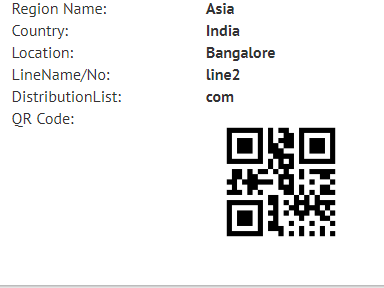 Region Name: Asia
Country: India
Location: Bangalore
LineName/No: line2
DistributionList: com
QR Code: